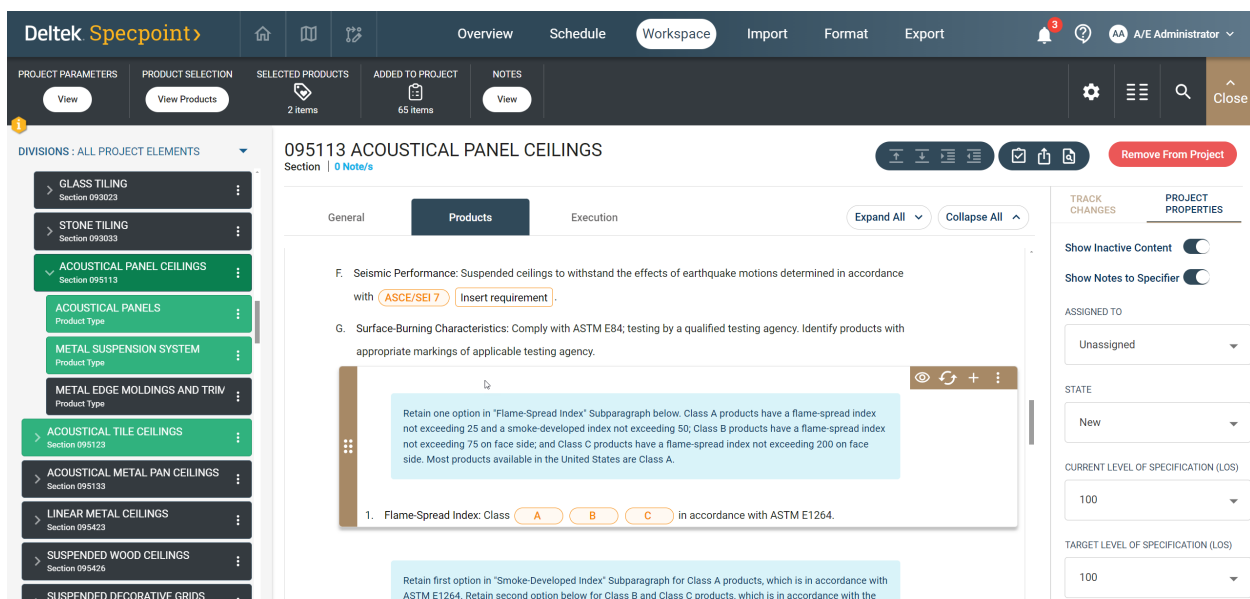 Deltek Specpoint>
Overview
Schedule
Workspace
Import
Format
Export
3
AA
A/E Administrator
PROJECT PARAMETERS
View
PRODUCT SELECTION
View Products
SELECTED PRODUCTS
2 items
ADDED TO PROJECT
65 items
NOTES
View
Close
DIVISIONS : ALL PROJECT ELEMENTS
GLASS TILING
Section 093023
STONE TILING
Section 093033
ACOUSTICAL PANEL CEILINGS
Section 095113
ACOUSTICAL PANELS
Product Type
METAL SUSPENSION SYSTEM
Product Type
METAL EDGE MOLDINGS AND TRIM
Product Type
ACOUSTICAL TILE CEILINGS
Section 095123
ACOUSTICAL METAL PAN CEILINGS
Section 095133
LINEAR METAL CEILINGS
Section 095423
SUSPENDED WOOD CEILINGS
Section 095426
SUSPENDED DECORATIVE GRIDS
095113 ACOUSTICAL PANEL CEILINGS
Section | 0 Note/s
Remove From Project
General
Products
Execution
Expand All
Collapse All
F. Seismic Performance: Suspended ceilings to withstand the effects of earthquake motions determined in accordance
with ASCE/SEI 7 Insert requirement .
G. Surface-Burning Characteristics: Comply with ASTM E84; testing by a qualified testing agency. Identify products with
appropriate markings of applicable testing agency.
Retain one option in "Flame-Spread Index" Subparagraph below. Class A products have a flame-spread index
not exceeding 25 and a smoke-developed index not exceeding 50; Class B products have a flame-spread index
not exceeding 75 on face side; and Class C products have a flame-spread index not exceeding 200 on face
side. Most products available in the United States are Class A.
1. Flame-Spread Index: Class A B C in accordance with ASTM E1264.
Retain first option in "Smoke-Developed Index" Subparagraph for Class A products, which is in accordance with
ASTM E1264. Retain second option below for Class B and Class C products, which is in accordance with the
TRACK
CHANGES
PROJECT
PROPERTIES
Show Inactive Content
Show Notes to Specifier
ASSIGNED TO
Unassigned
STATE
New
CURRENT LEVEL OF SPECIFICATION (LOS)
100
TARGET LEVEL OF SPECIFICATION (LOS)
100